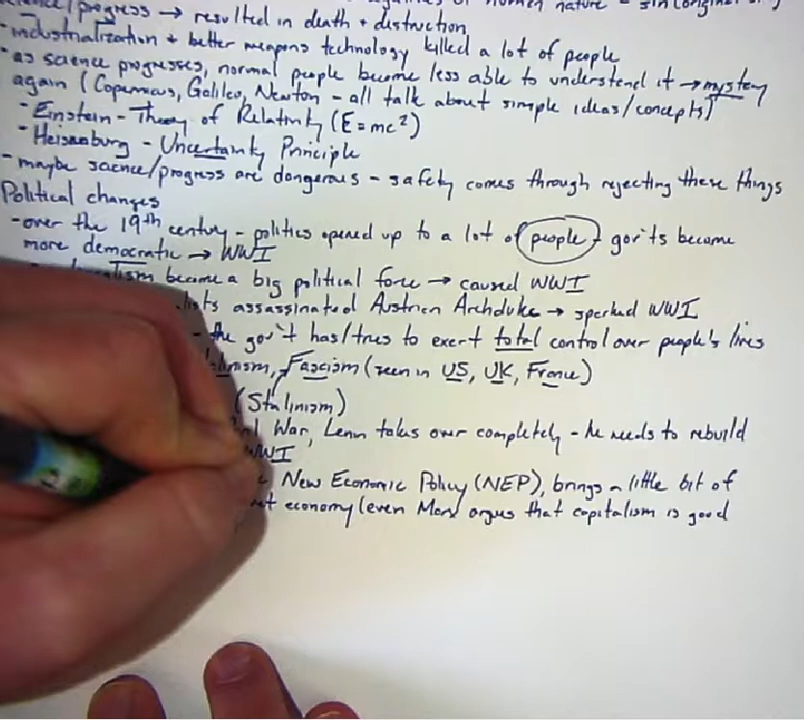 progress → resulted in death + distruction
-industrialization + better weapons technology killed a lot of people
-as science progresses, normal people become less able to understand it → mystery
again (Copernicus, Galileo, Newton - all talk about simple ideas/concepts)
-Einstein - Theory of Relativity (E=mc²)
-Heisenburg - Uncertainty Principle
-maybe science/progress are dangerous - safety comes through rejecting these things
Political changes
-over the 19th century - politics opened up to a lot of people + gov'ts become
more democratic → WWI
become a big political force → caused WWI
assassinated Austrian Archduke → sparked WWI
-the gov't has/tries to exert total control over people's lives
Fascism (seen in US, UK, France)
(Stalinism)
War, Lenin takes over completely - he needs to rebuild
WWI
New Economic Policy (NEP), brings a little bit of
economy (even Marx argues that capitalism is good